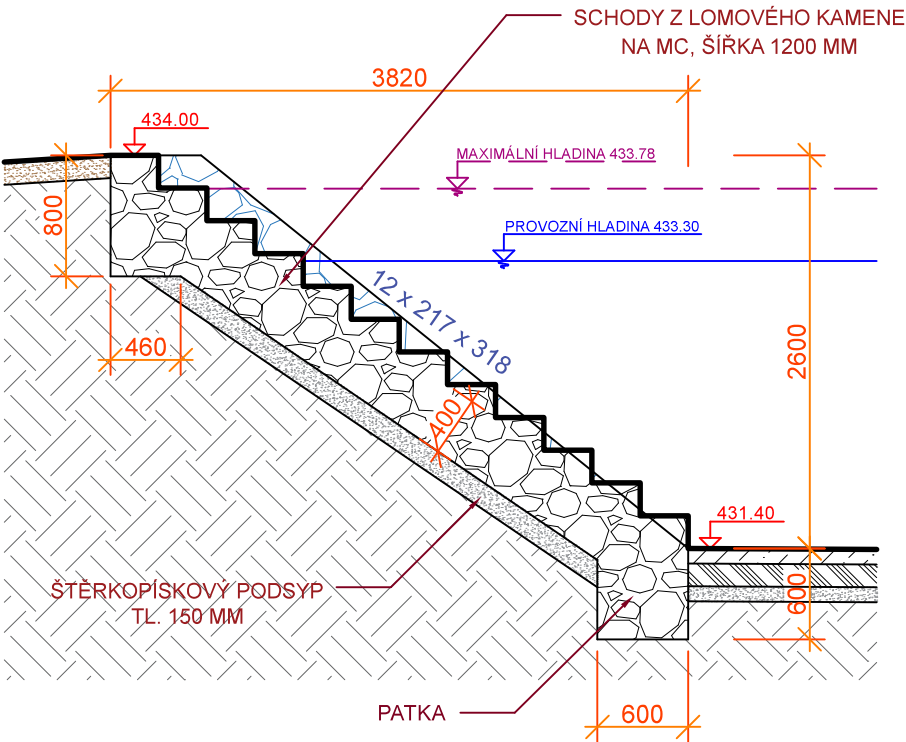 SCHODY Z LOMOVÉHO KAMENE
NA MC, ŠÍŘKA 1200 MM
3820
434.00
MAXIMÁLNÍ HLADINA 433.78
800
PROVOZNÍ HLADINA 433.30
12 x 217 x 318
460
2600
400
431.40
ŠTĚRKOPÍSKOVÝ PODSYP
TL. 150 MM
600
PATKA
600